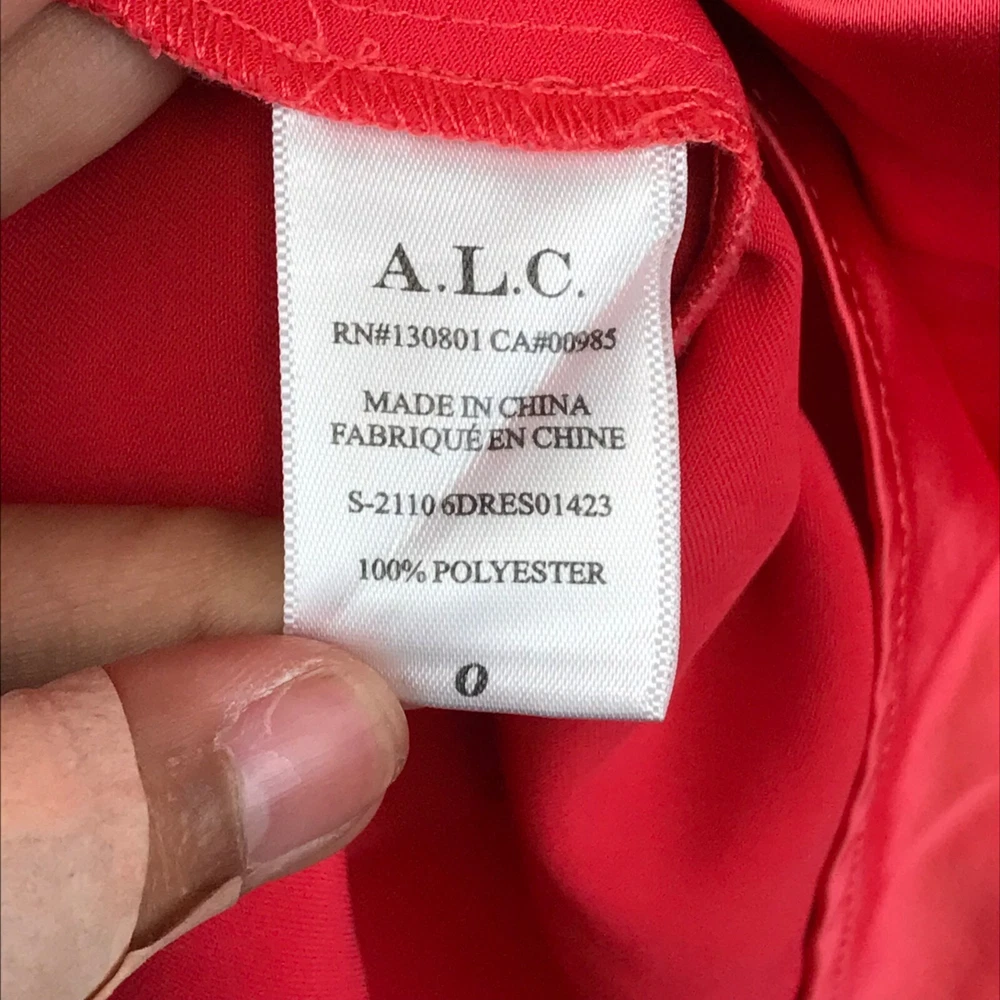 A.L.C.
RN#130801 CA#00985
MADE IN CHINA
FABRIQUÉ EN CHINE
S-2110 6DRES01423
100% POLYESTER
0